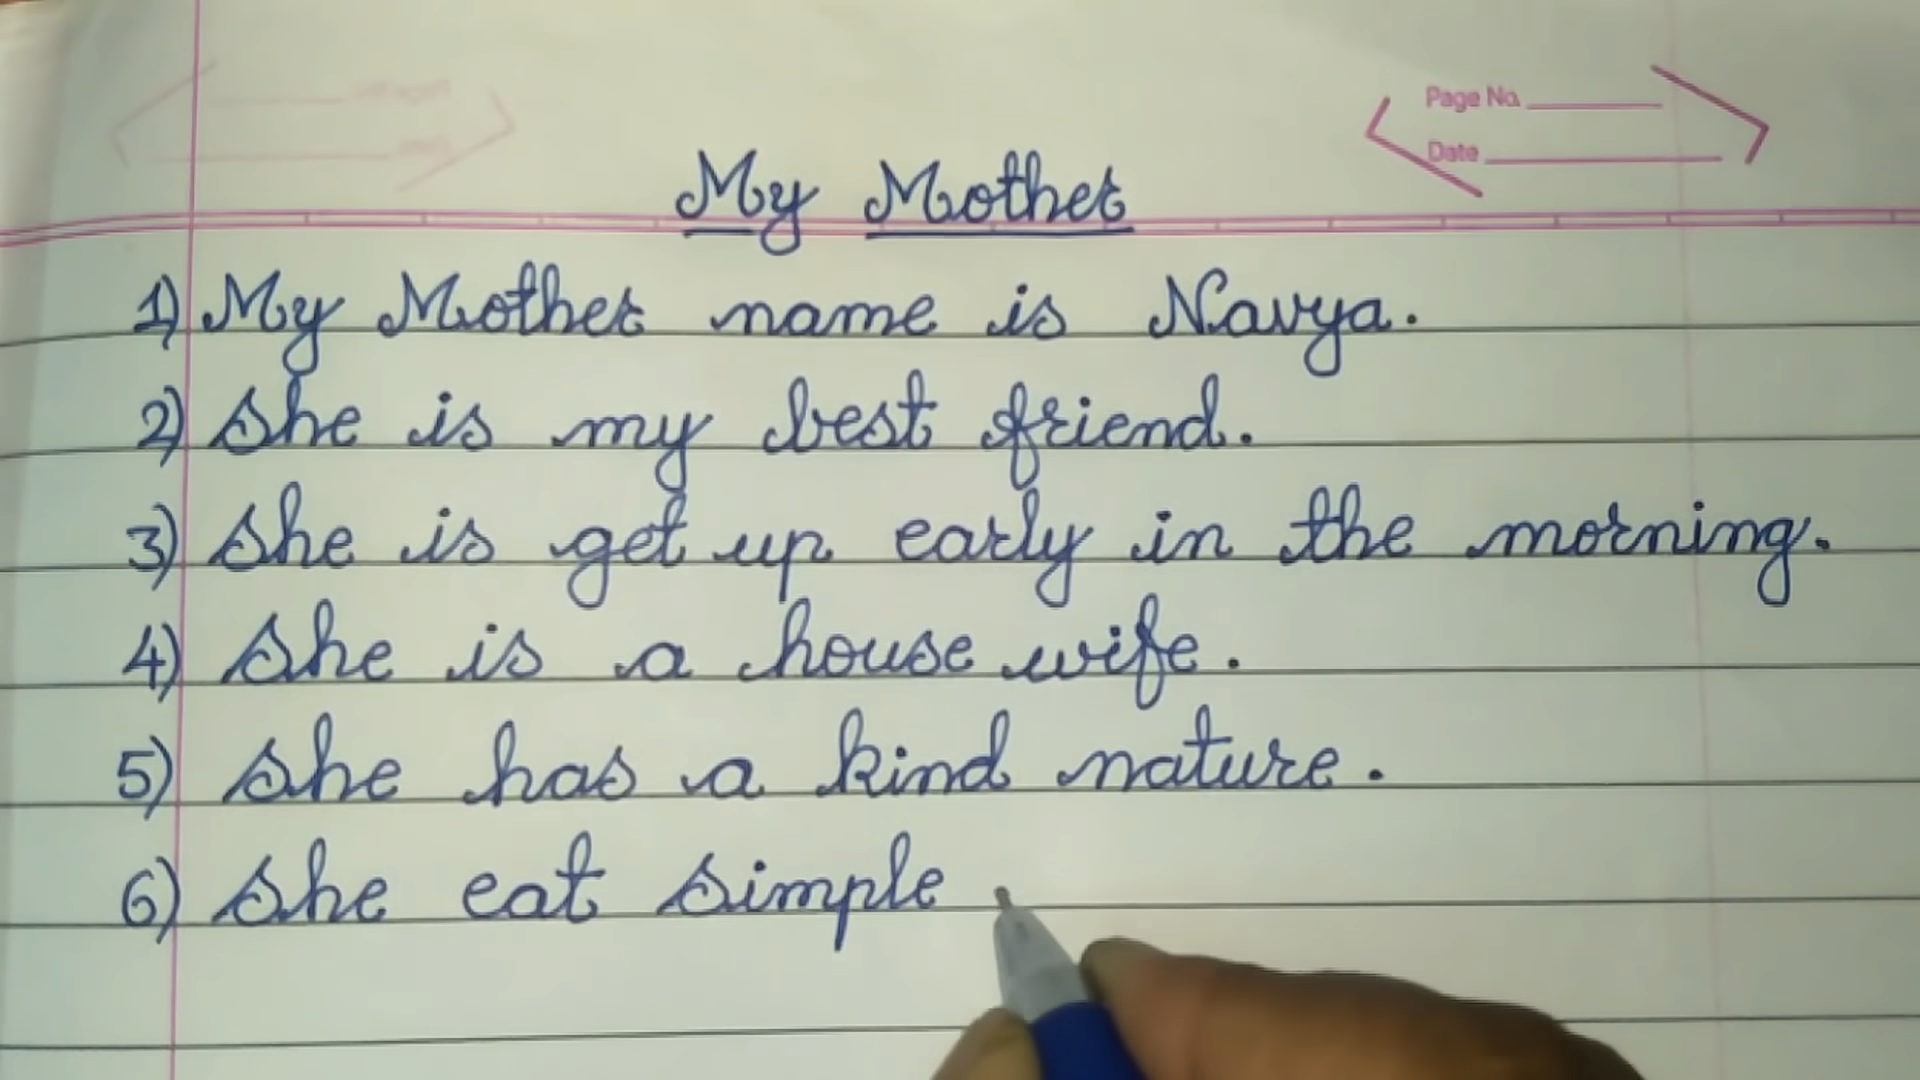 Page No.
Date
My Mother
1) My Mother name is Navya.
2) She is my best friend.
3) She is get up early in the morning.
4) She is a house wife.
5) She has a kind nature.
6) She eat simple